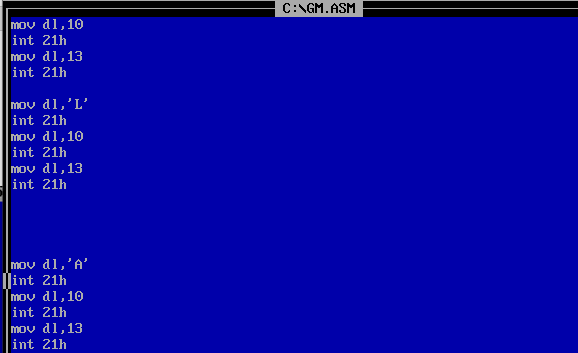 C:\GM.ASM
mov dl,10
int 21h
mov dl,13
int 21h
mov dl,'L'
int 21h
mov dl,10
int 21h
mov dl,13
int 21h
mov dl,'A'
int 21h
mov dl,10
int 21h
mov dl,13
int 21h